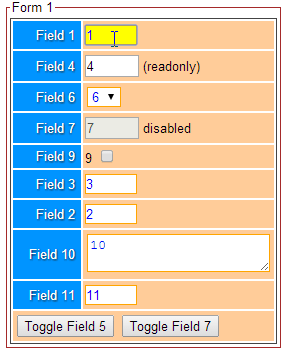 Form 1
Field 1 1
Field 4 4 (readonly)
Field 6 6
Field 7 7 disabled
Field 9 9
Field 3 3
Field 2 2
Field 10 10
Field 11 11
Toggle Field 5 Toggle Field 7